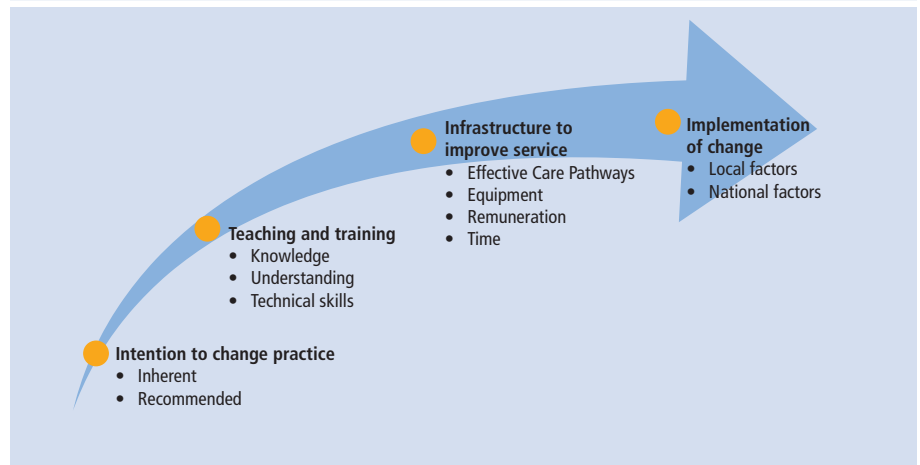 Intention to change practice
• Inherent
• Recommended
Teaching and training
• Knowledge
• Understanding
• Technical skills
Infrastructure to
improve service
• Effective Care Pathways
• Equipment
• Remuneration
• Time
Implementation
of change
• Local factors
• National factors